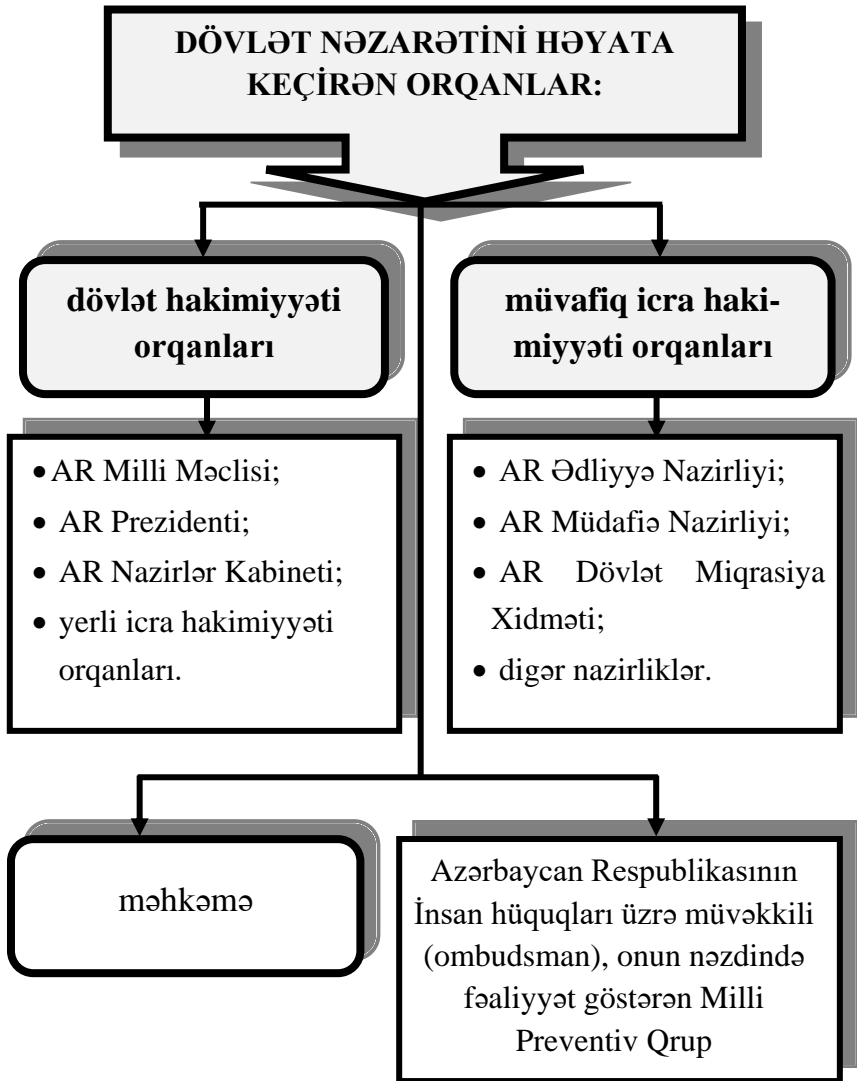 DÖVLƏT NƏZARƏTİNİ HƏYATA
KEÇİRƏN ORQANLAR:
dövlət hakimiyyəti
orqanları
müvafiq icra haki-
miyyəti orqanları
• AR Milli Məclisi;
• AR Prezidenti;
• AR Nazirlər Kabineti;
• yerli icra hakimiyyəti
orqanları.
• AR Ədliyyə Nazirliyi;
• AR Müdafiə Nazirliyi;
• AR Dövlət Miqrasiya
Xidməti;
• digər nazirliklər.
məhkəmə
Azərbaycan Respublikasının
İnsan hüquqları üzrə müvəkkili
(ombudsman), onun nəzdində
fəaliyyət göstərən Milli
Preventiv Qrup